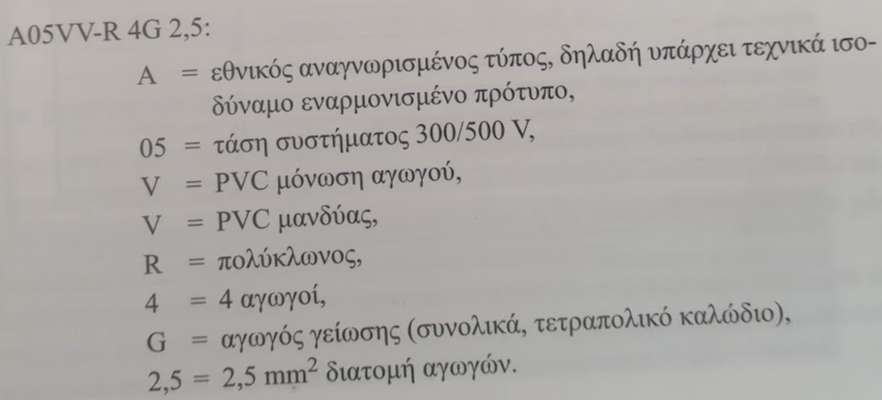 A05VV-R 4G 2,5:
A = εθνικός αναγνωρισμένος τύπος, δηλαδή υπάρχει τεχνικά ισο-
δύναμο εναρμονισμένο πρότυπο,
05 = τάση συστήματος 300/500 V,
V = PVC μόνωση αγωγού,
V = PVC μανδύας,
R = πολύκλωνος,
4 = 4 αγωγοί,
G = αγωγός γείωσης (συνολικά, τετραπολικό καλώδιο),
2,5 = 2,5 mm² διατομή αγωγών.